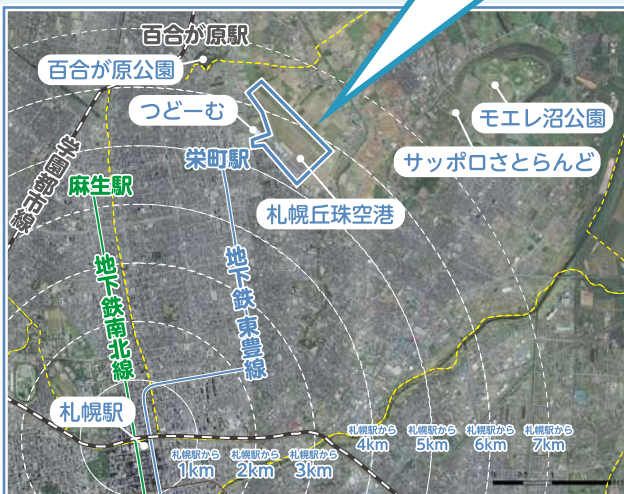 百合が原駅
百合が原公園
つどーむ
栄町駅
モエレ沼公園
サッポロさとらんど
学園都市線
麻生駅
札幌丘珠空港
地下鉄南北線
地下鉄東豊線
札幌駅
札幌駅から
1km
札幌駅から
2km
札幌駅から
3km
札幌駅から
4km
札幌駅から
5km
札幌駅から
6km
札幌駅から
7km